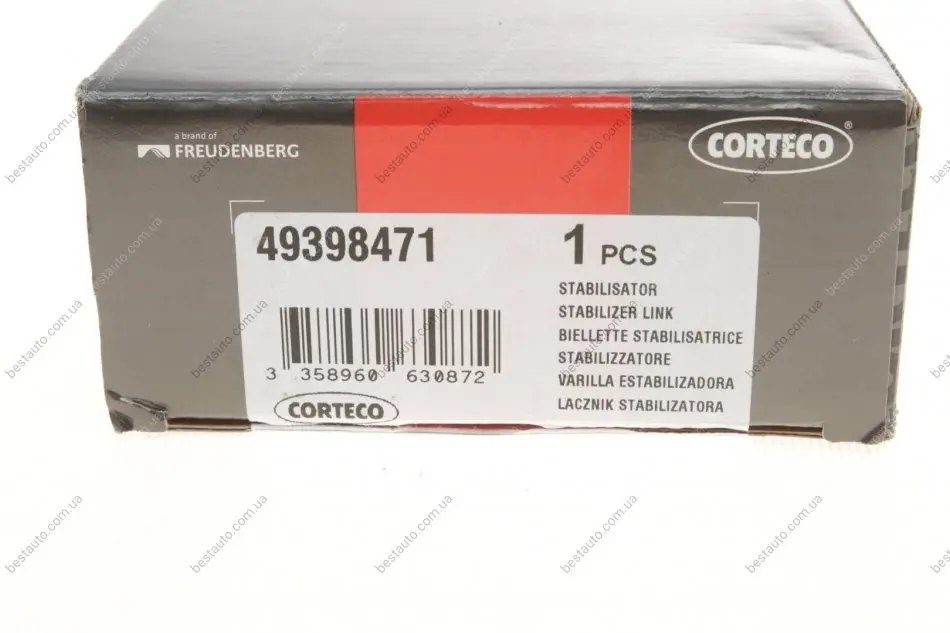 a brand of
FREUDENBERG
CORTECO®
49398471
1 PCS
STABILISATOR
STABILIZER LINK
BIELLETTE STABILISATRICE
STABILIZZATORE
VARILLA ESTABILIZADORA
LACZNIK STABILIZATORA
3 358960 630872
CORTECO
bestauto.com.ua